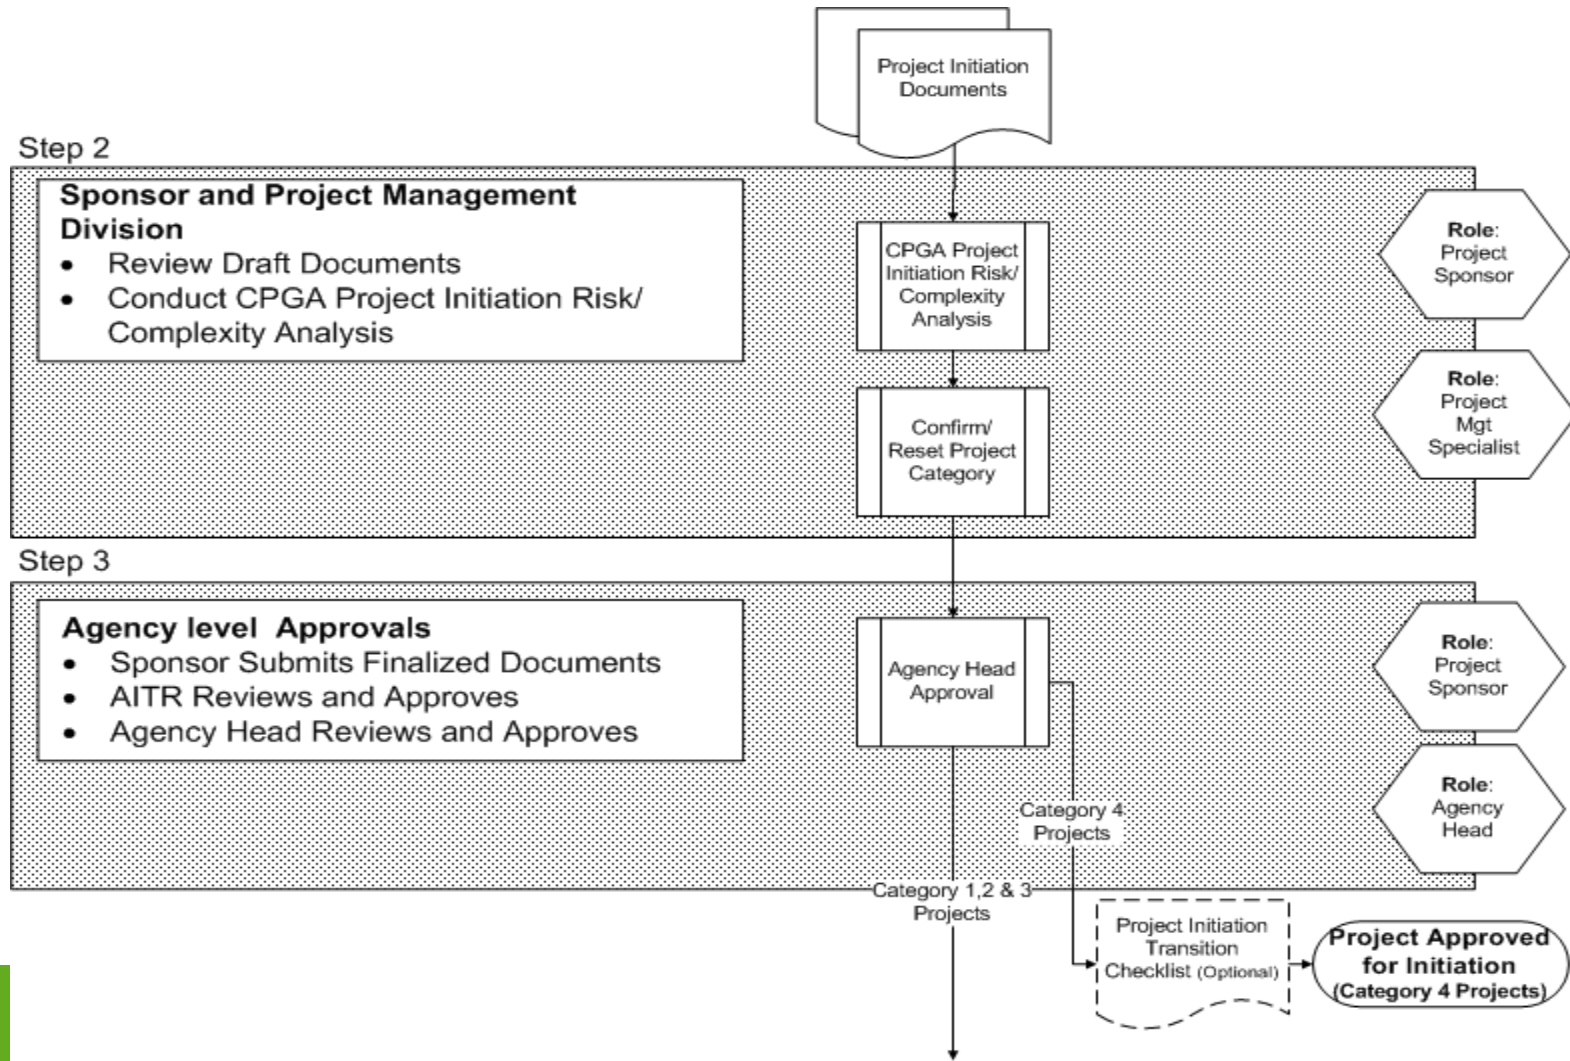 Project Initiation
Documents
Step 2
Sponsor and Project Management
Division
• Review Draft Documents
• Conduct CPGA Project Initiation Risk/
Complexity Analysis
CPGA Project
Initiation Risk/
Complexity
Analysis
Role:
Project
Sponsor
Confirm/
Reset Project
Category
Role:
Project
Mgt
Specialist
Step 3
Agency level  Approvals
• Sponsor Submits Finalized Documents
• AITR Reviews and Approves
• Agency Head Reviews and Approves
Agency Head
Approval
Role:
Project
Sponsor
Role:
Agency
Head
Category 4
Projects
Category 1,2 & 3
Projects
Project Initiation
Transition
Checklist (Optional)
Project Approved
for Initiation
(Category 4 Projects)